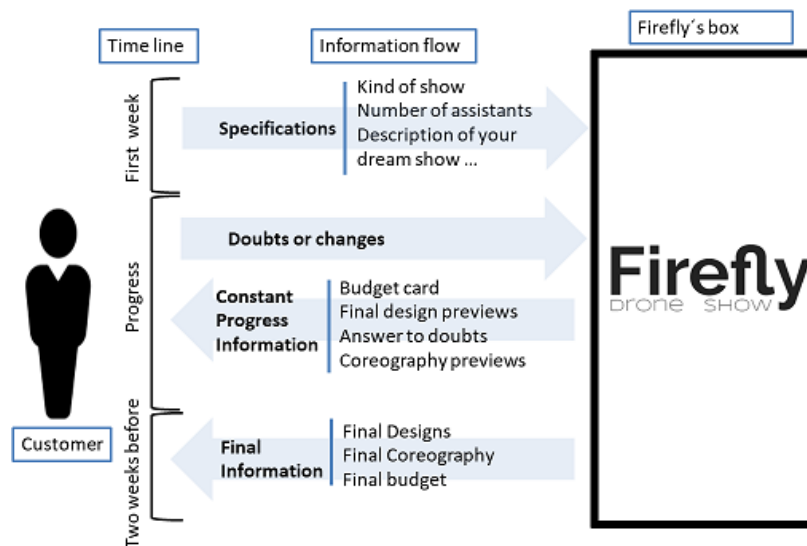 Time line
Information flow
Firefly´s box
First week
Specifications
Kind of show
Number of assistants
Description of your
dream show ...
Progress
Doubts or changes
Constant
Progress
Information
Budget card
Final design previews
Answer to doubts
Coreography previews
Firefly
DRONE SHOW
Customer
Two weeks before
Final
Information
Final Designs
Final Coreography
Final budget